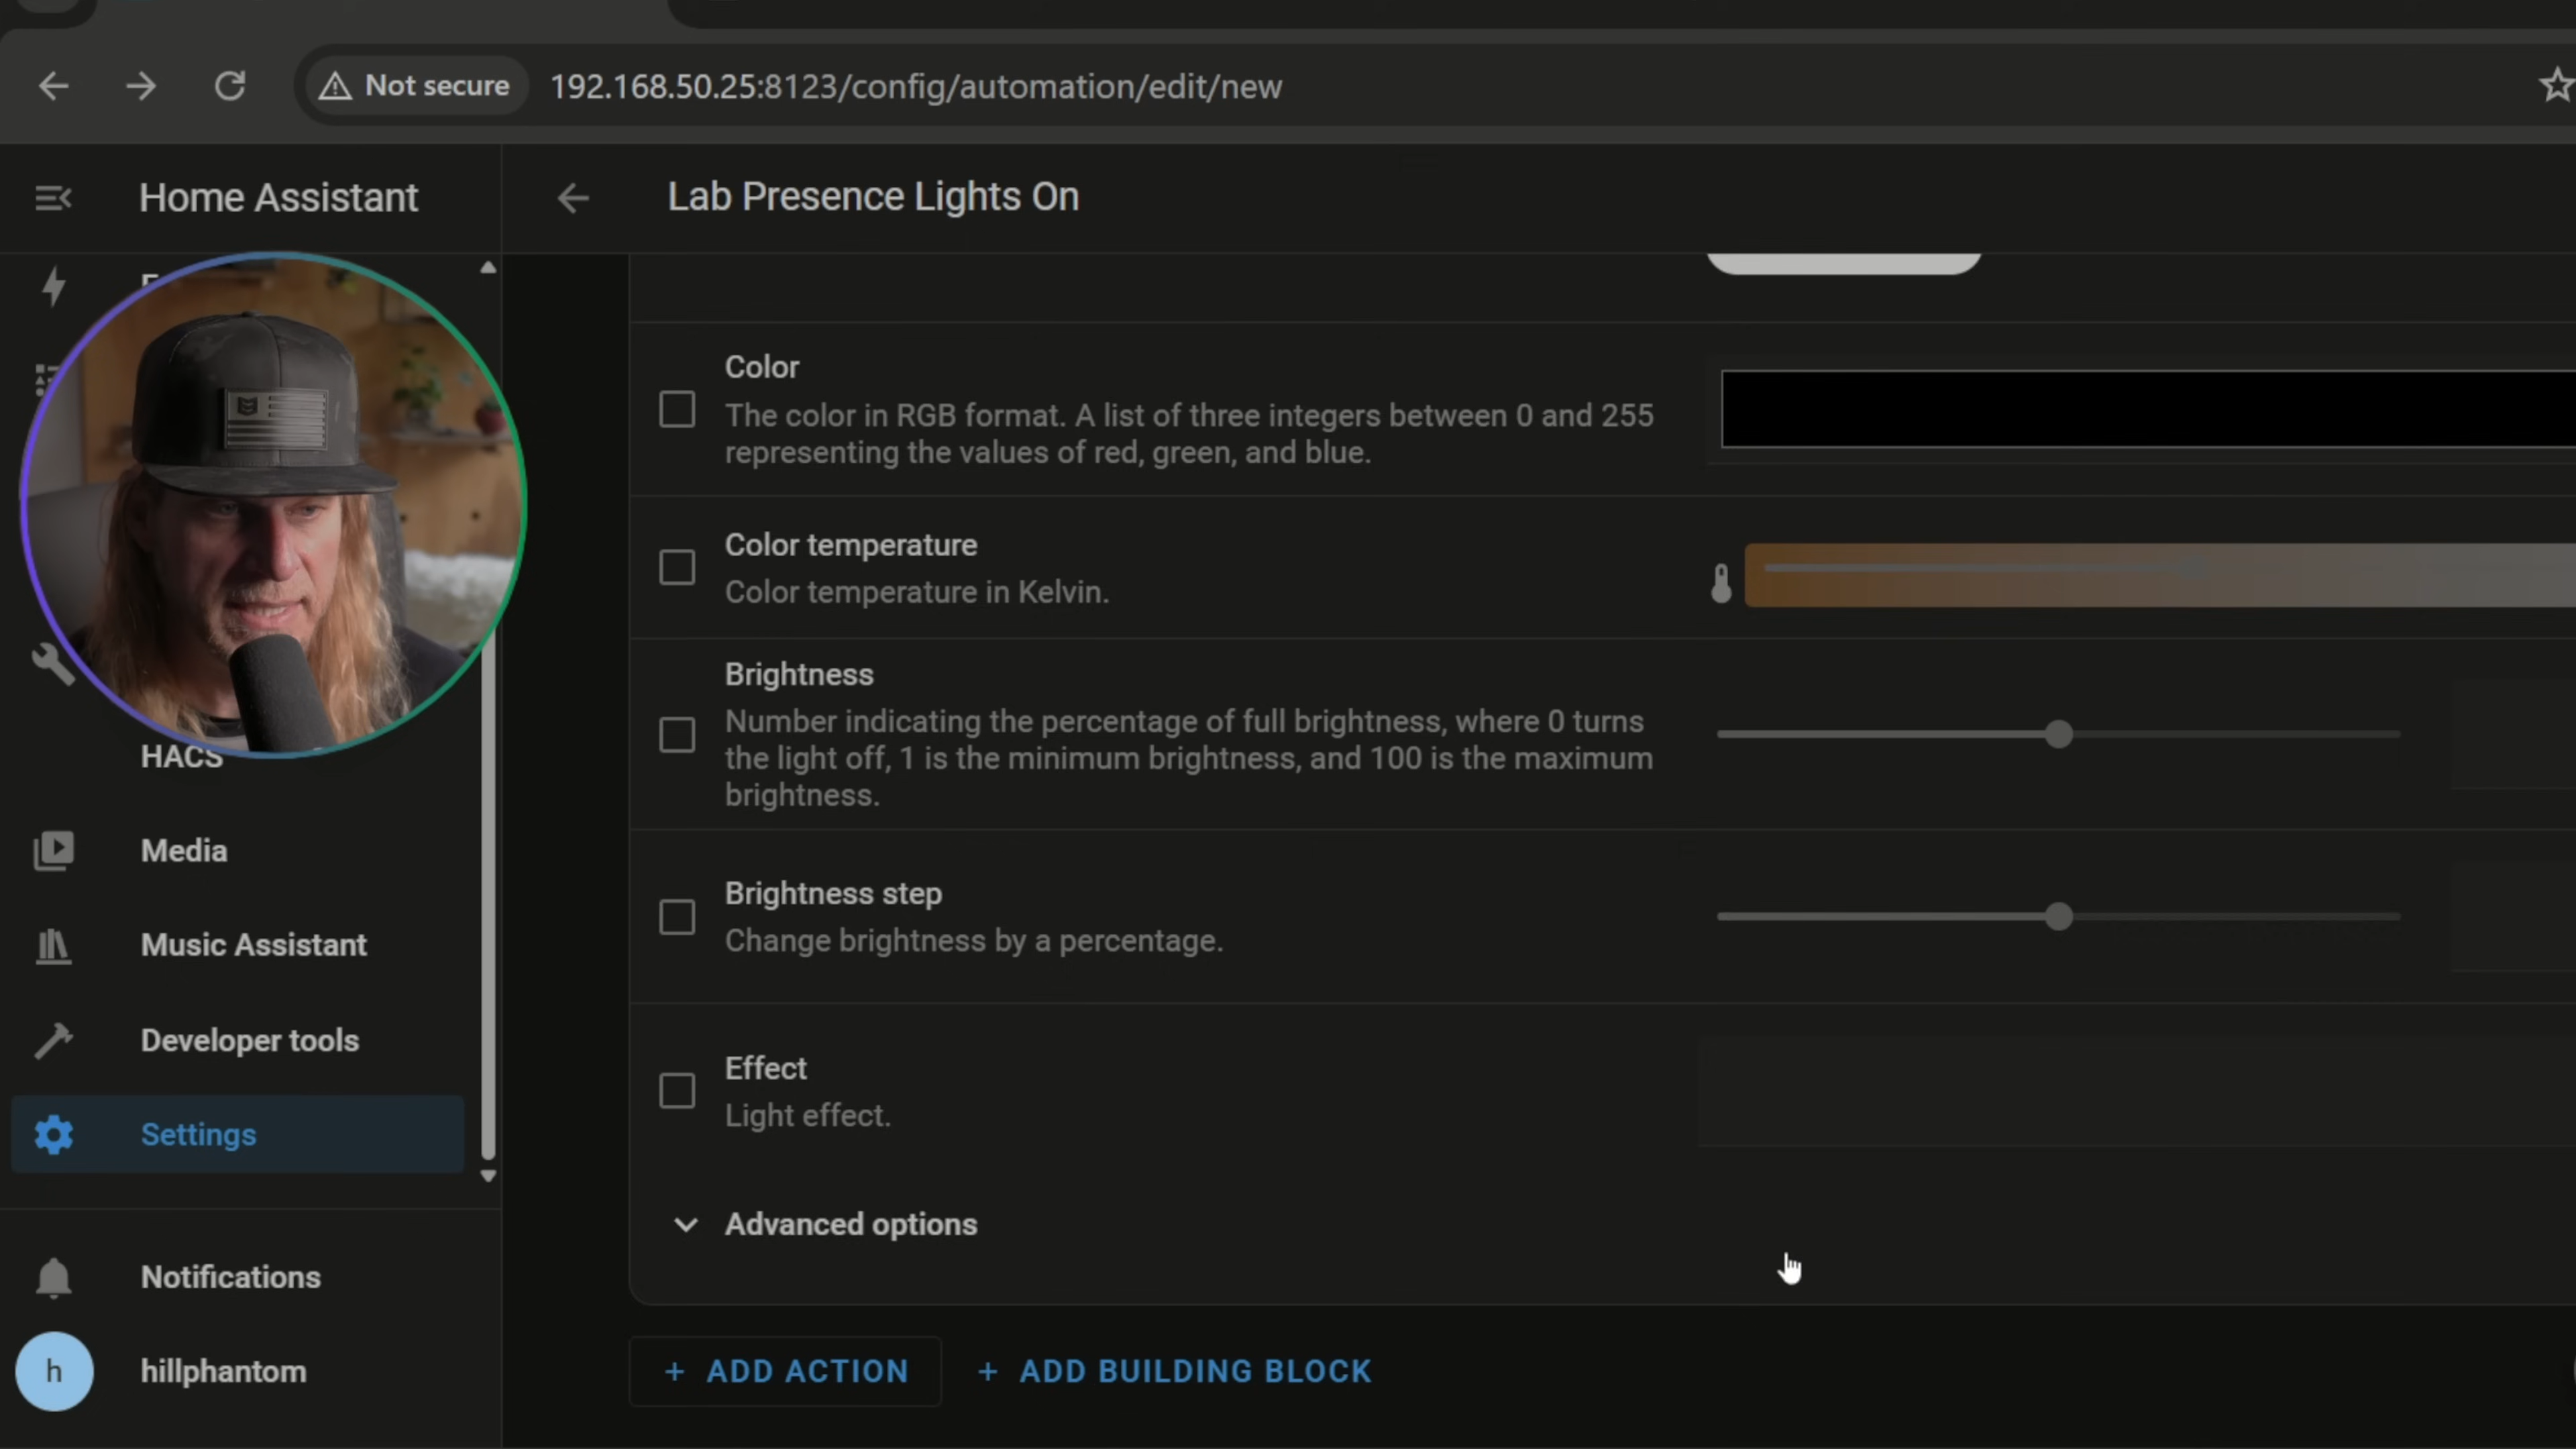 Not secure
192.168.50.25:8123/config/automation/edit/new
Home Assistant
Lab Presence Lights On
Color
The color in RGB format. A list of three integers between 0 and 255
representing the values of red, green, and blue.
Color temperature
Color temperature in Kelvin.
Brightness
Number indicating the percentage of full brightness, where 0 turns
the light off, 1 is the minimum brightness, and 100 is the maximum
brightness.
HACS
Media
Brightness step
Change brightness by a percentage.
Music Assistant
Developer tools
Effect
Light effect.
Settings
Advanced options
Notifications
h
hillphantom
+ ADD ACTION
+ ADD BUILDING BLOCK